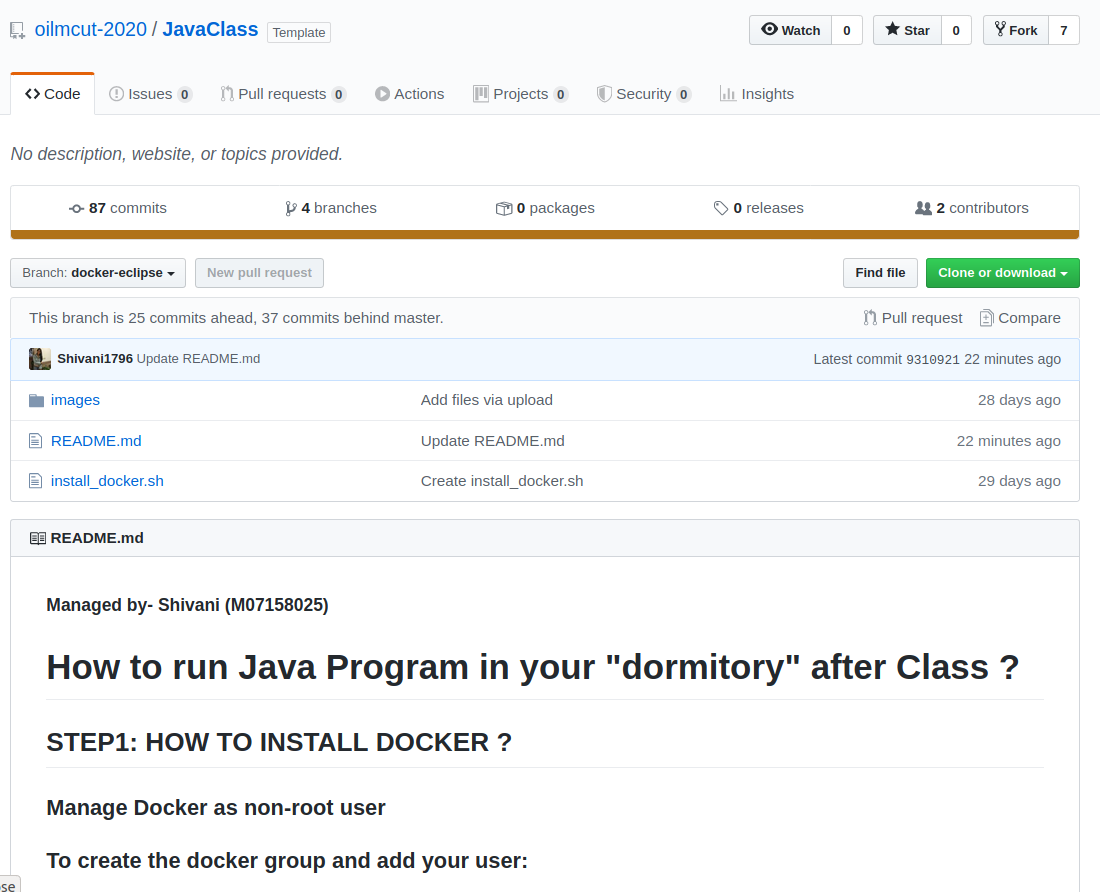 oilmcut-2020 / JavaClass Template Watch 0 Star 0 Fork 7
Code Issues 0 Pull requests 0 Actions Projects 0 Security 0 Insights
No description, website, or topics provided.
87 commits 4 branches 0 packages 0 releases 2 contributors
Branch: docker-eclipse New pull request Find file Clone or download
This branch is 25 commits ahead, 37 commits behind master. Pull request Compare
Shivani1796 Update README.md Latest commit 9310921 22 minutes ago
images Add files via upload 28 days ago
README.md Update README.md 22 minutes ago
install_docker.sh Create install_docker.sh 29 days ago
README.md
Managed by- Shivani (M07158025)
How to run Java Program in your "dormitory" after Class ?
STEP1: HOW TO INSTALL DOCKER ?
Manage Docker as non-root user
To create the docker group and add your user: